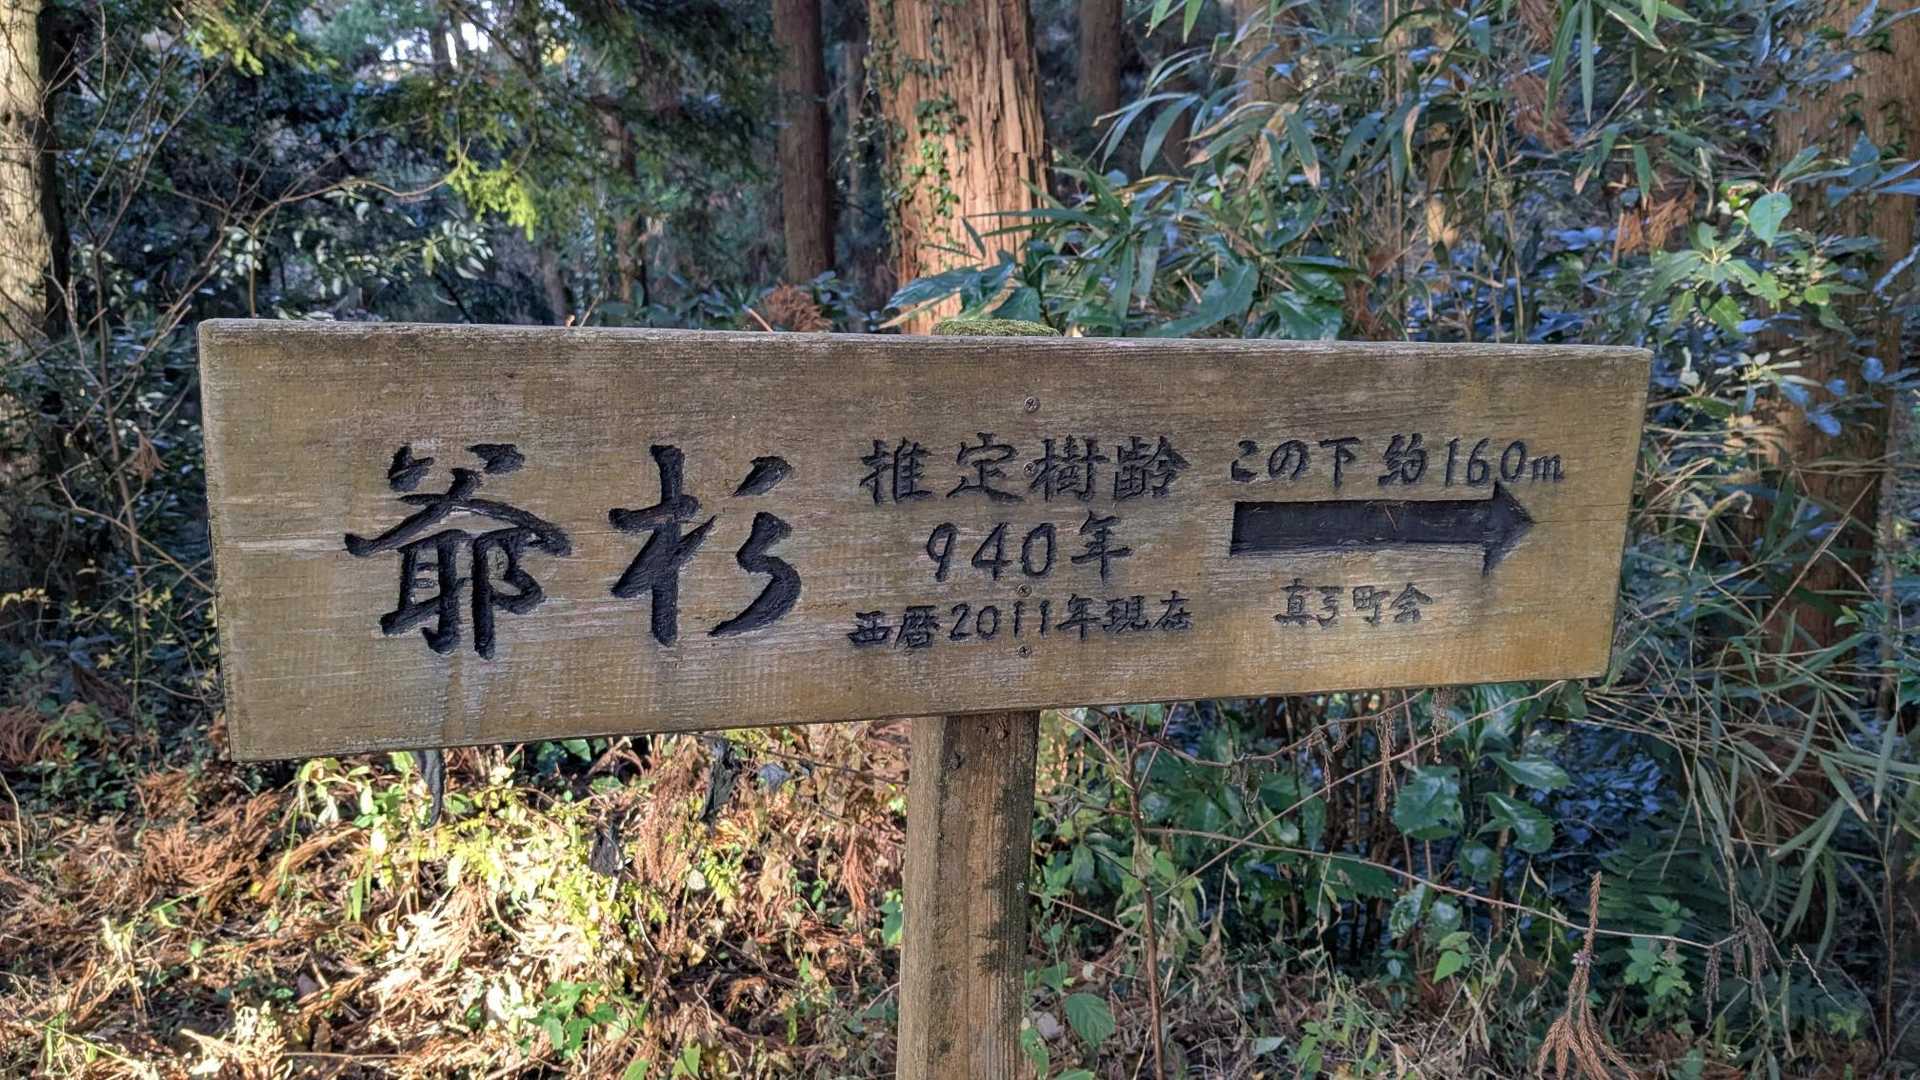 爺杉
推定樹齢
940年
西暦2011年現在
この下 約160m
真弓町会